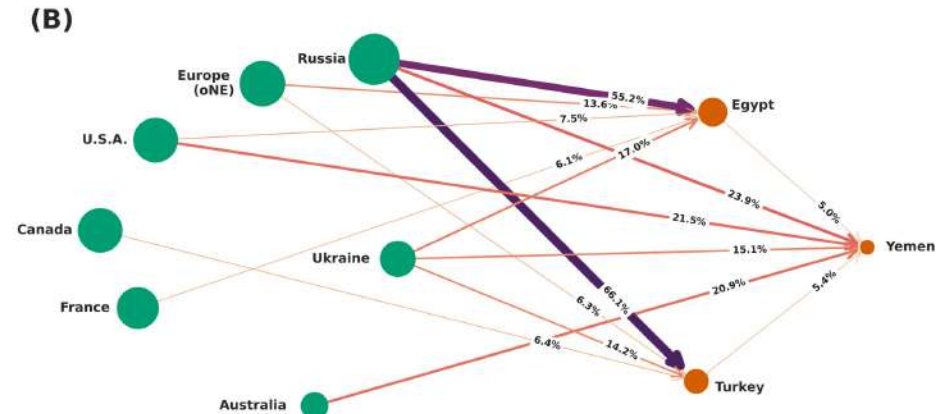 (B)
Russia
Europe
(oNE)
55.2%
13.6%
Egypt
7.5%
U.S.A.
17.0%
6.1%
23.9%
5.0%
21.5%
Canada
Ukraine
15.1%
Yemen
20.9%
5.4%
66.1%
6.3%
France
6.4%
14.2%
Turkey
Australia